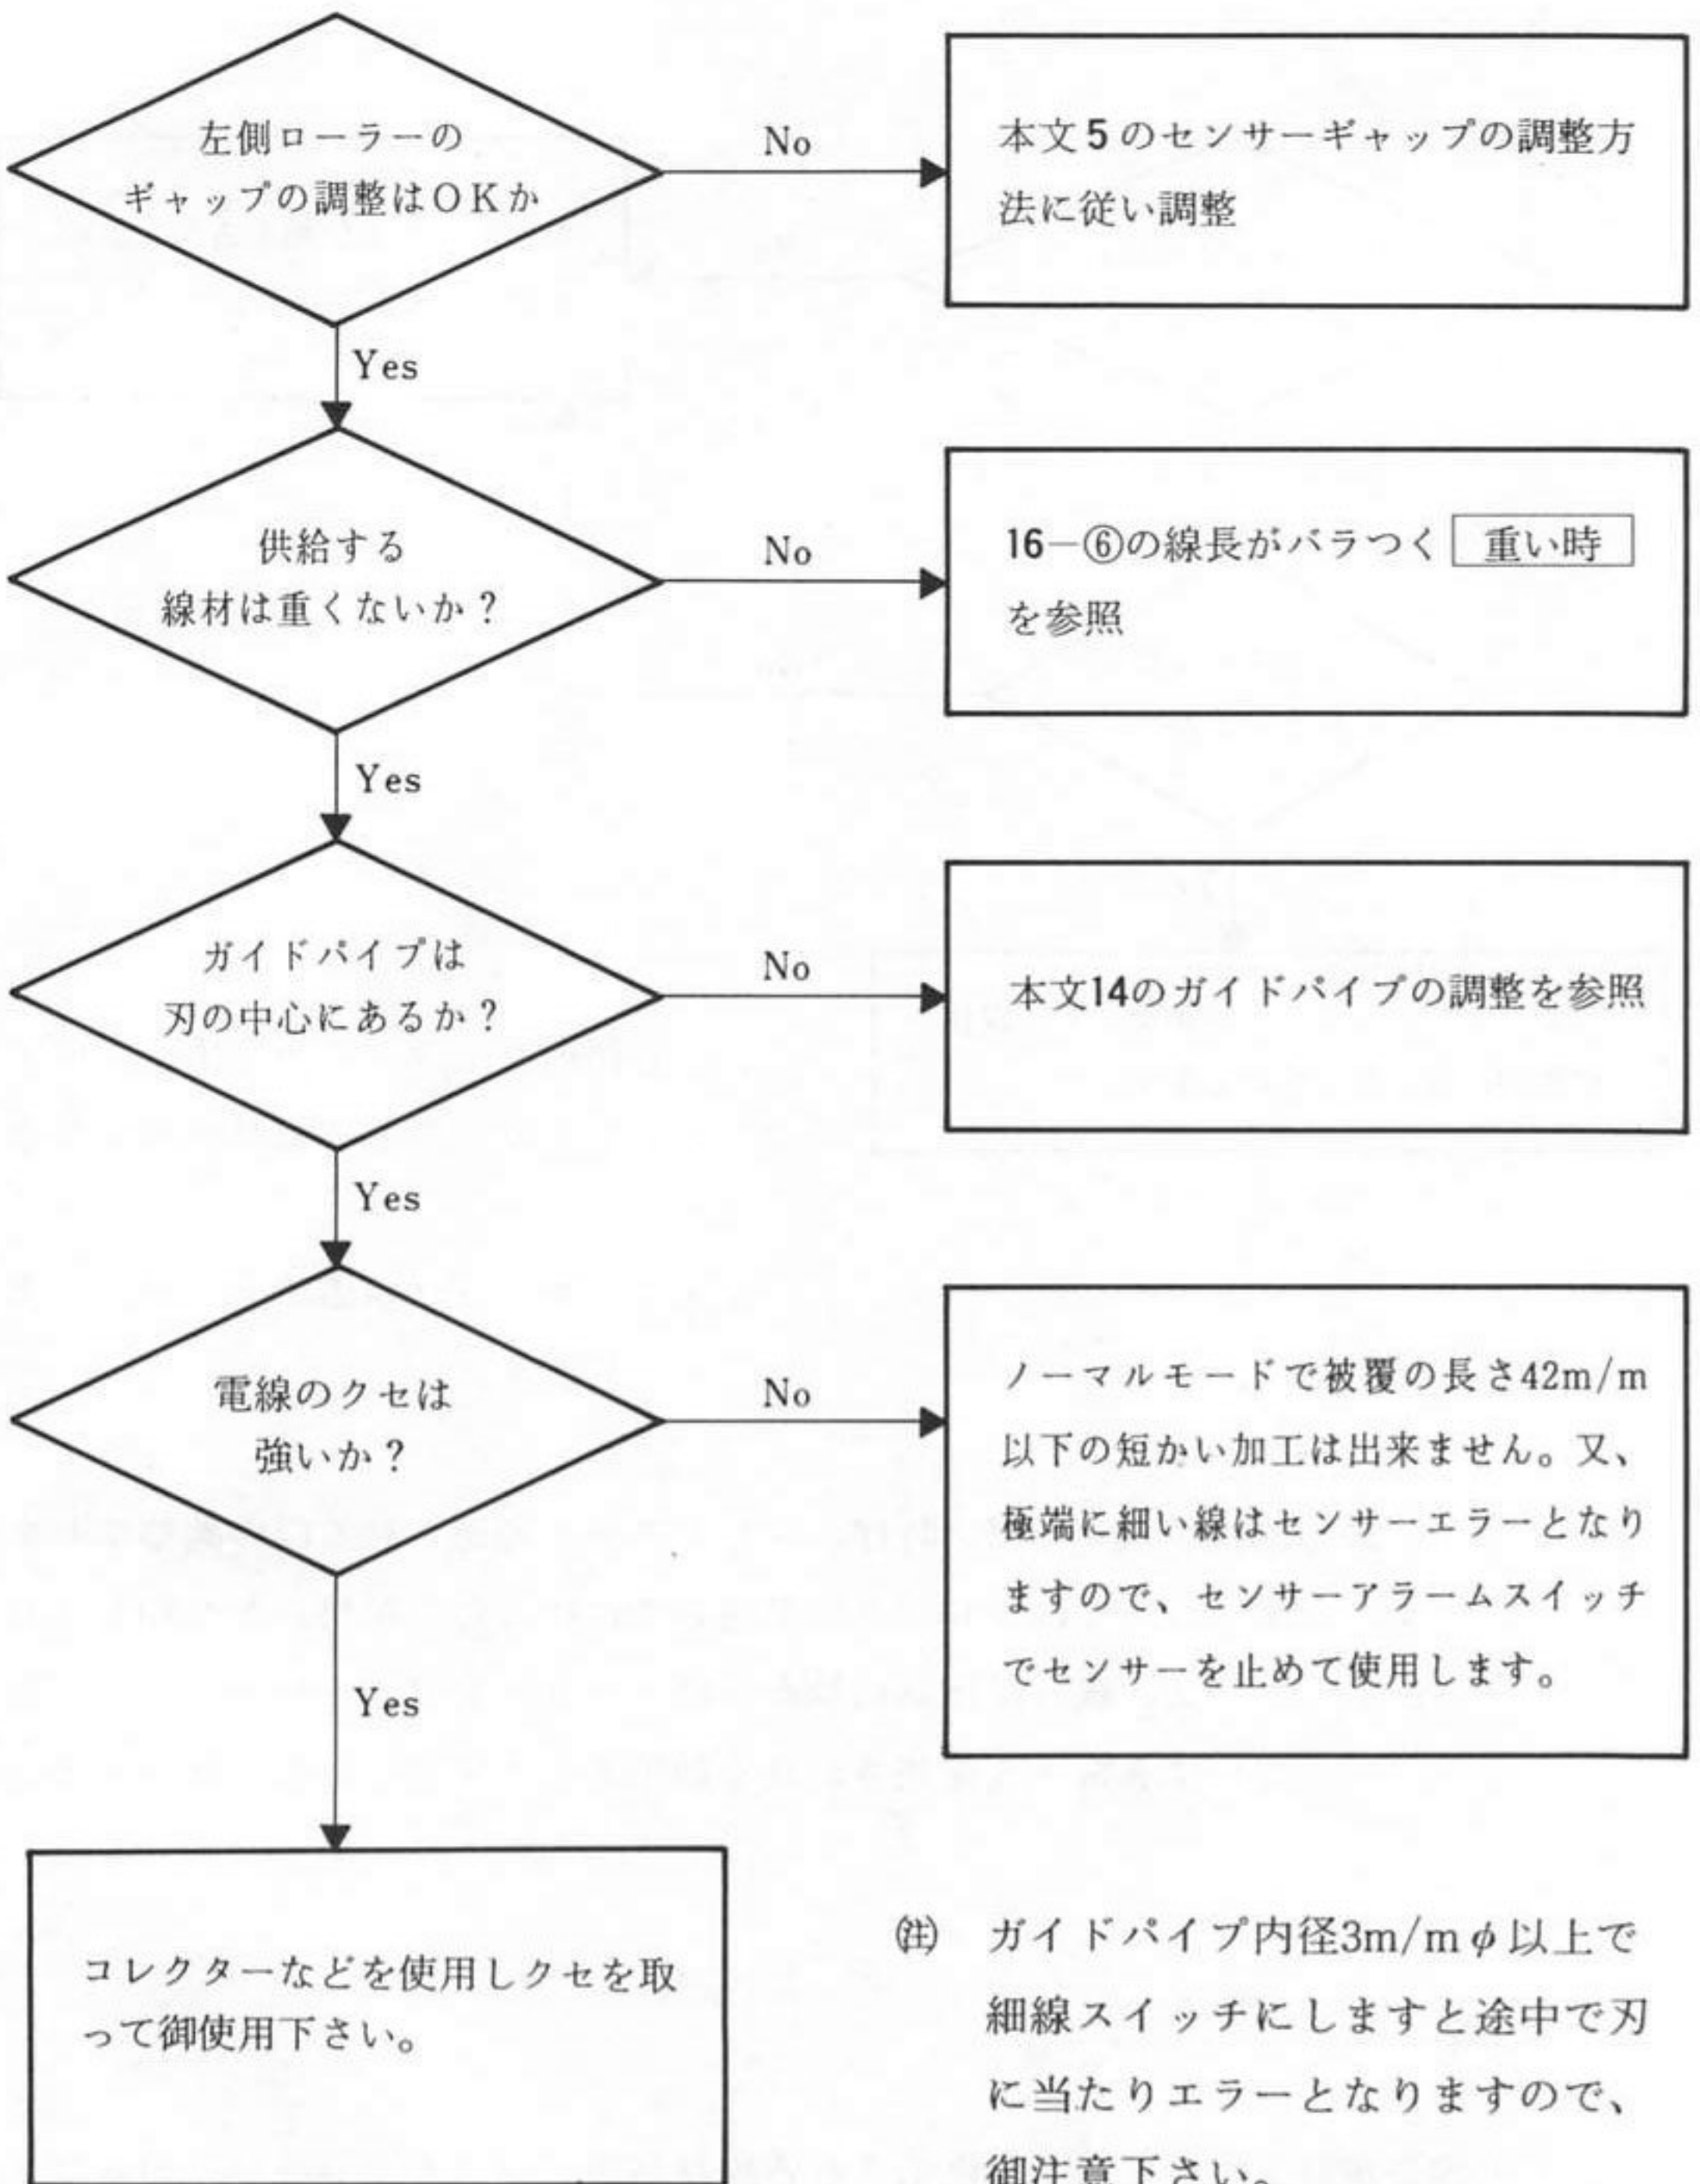 左側ローラーの
ギャップの調整はOKか
No
本文5のセンサーギャップの調整方
法に従い調整
Yes
供給する
線材は重くないか?
No
16-⑥の線長がバラつく 重い時
を参照
Yes
ガイドパイプは
刃の中心にあるか?
No
本文14のガイドパイプの調整を参照
Yes
電線のクセは
強いか?
No
ノーマルモードで被覆の長さ42m/m
以下の短かい加工は出来ません。又、
極端に細い線はセンサーエラーとなり
ますので、センサーアラームスイッチ
でセンサーを止めて使用します。
Yes
コレクターなどを使用しクセを取
って御使用下さい。
㊟ ガイドパイプ内径3m/mφ以上で
細線スイッチにしますと途中で刃
に当たりエラーとなりますので、
御注意下さい。